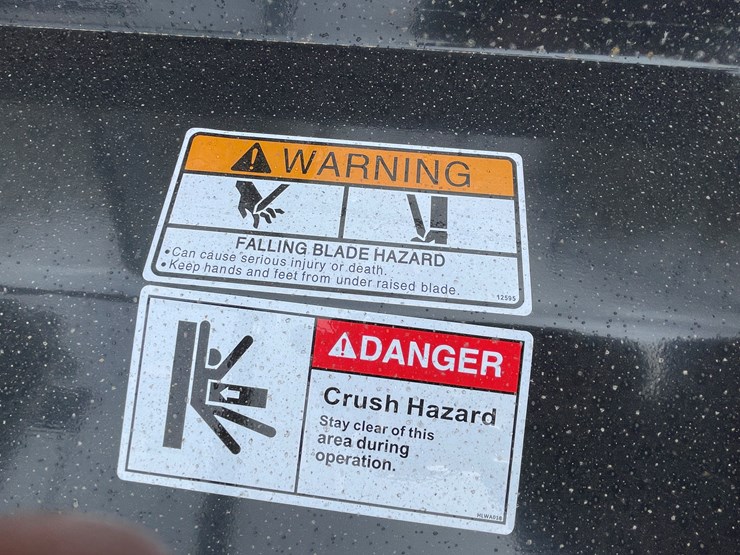 WARNING
FALLING BLADE HAZARD
• Can cause serious injury or death.
• Keep hands and feet from under raised blade.
12595
DANGER
Crush Hazard
Stay clear of this
area during
operation.